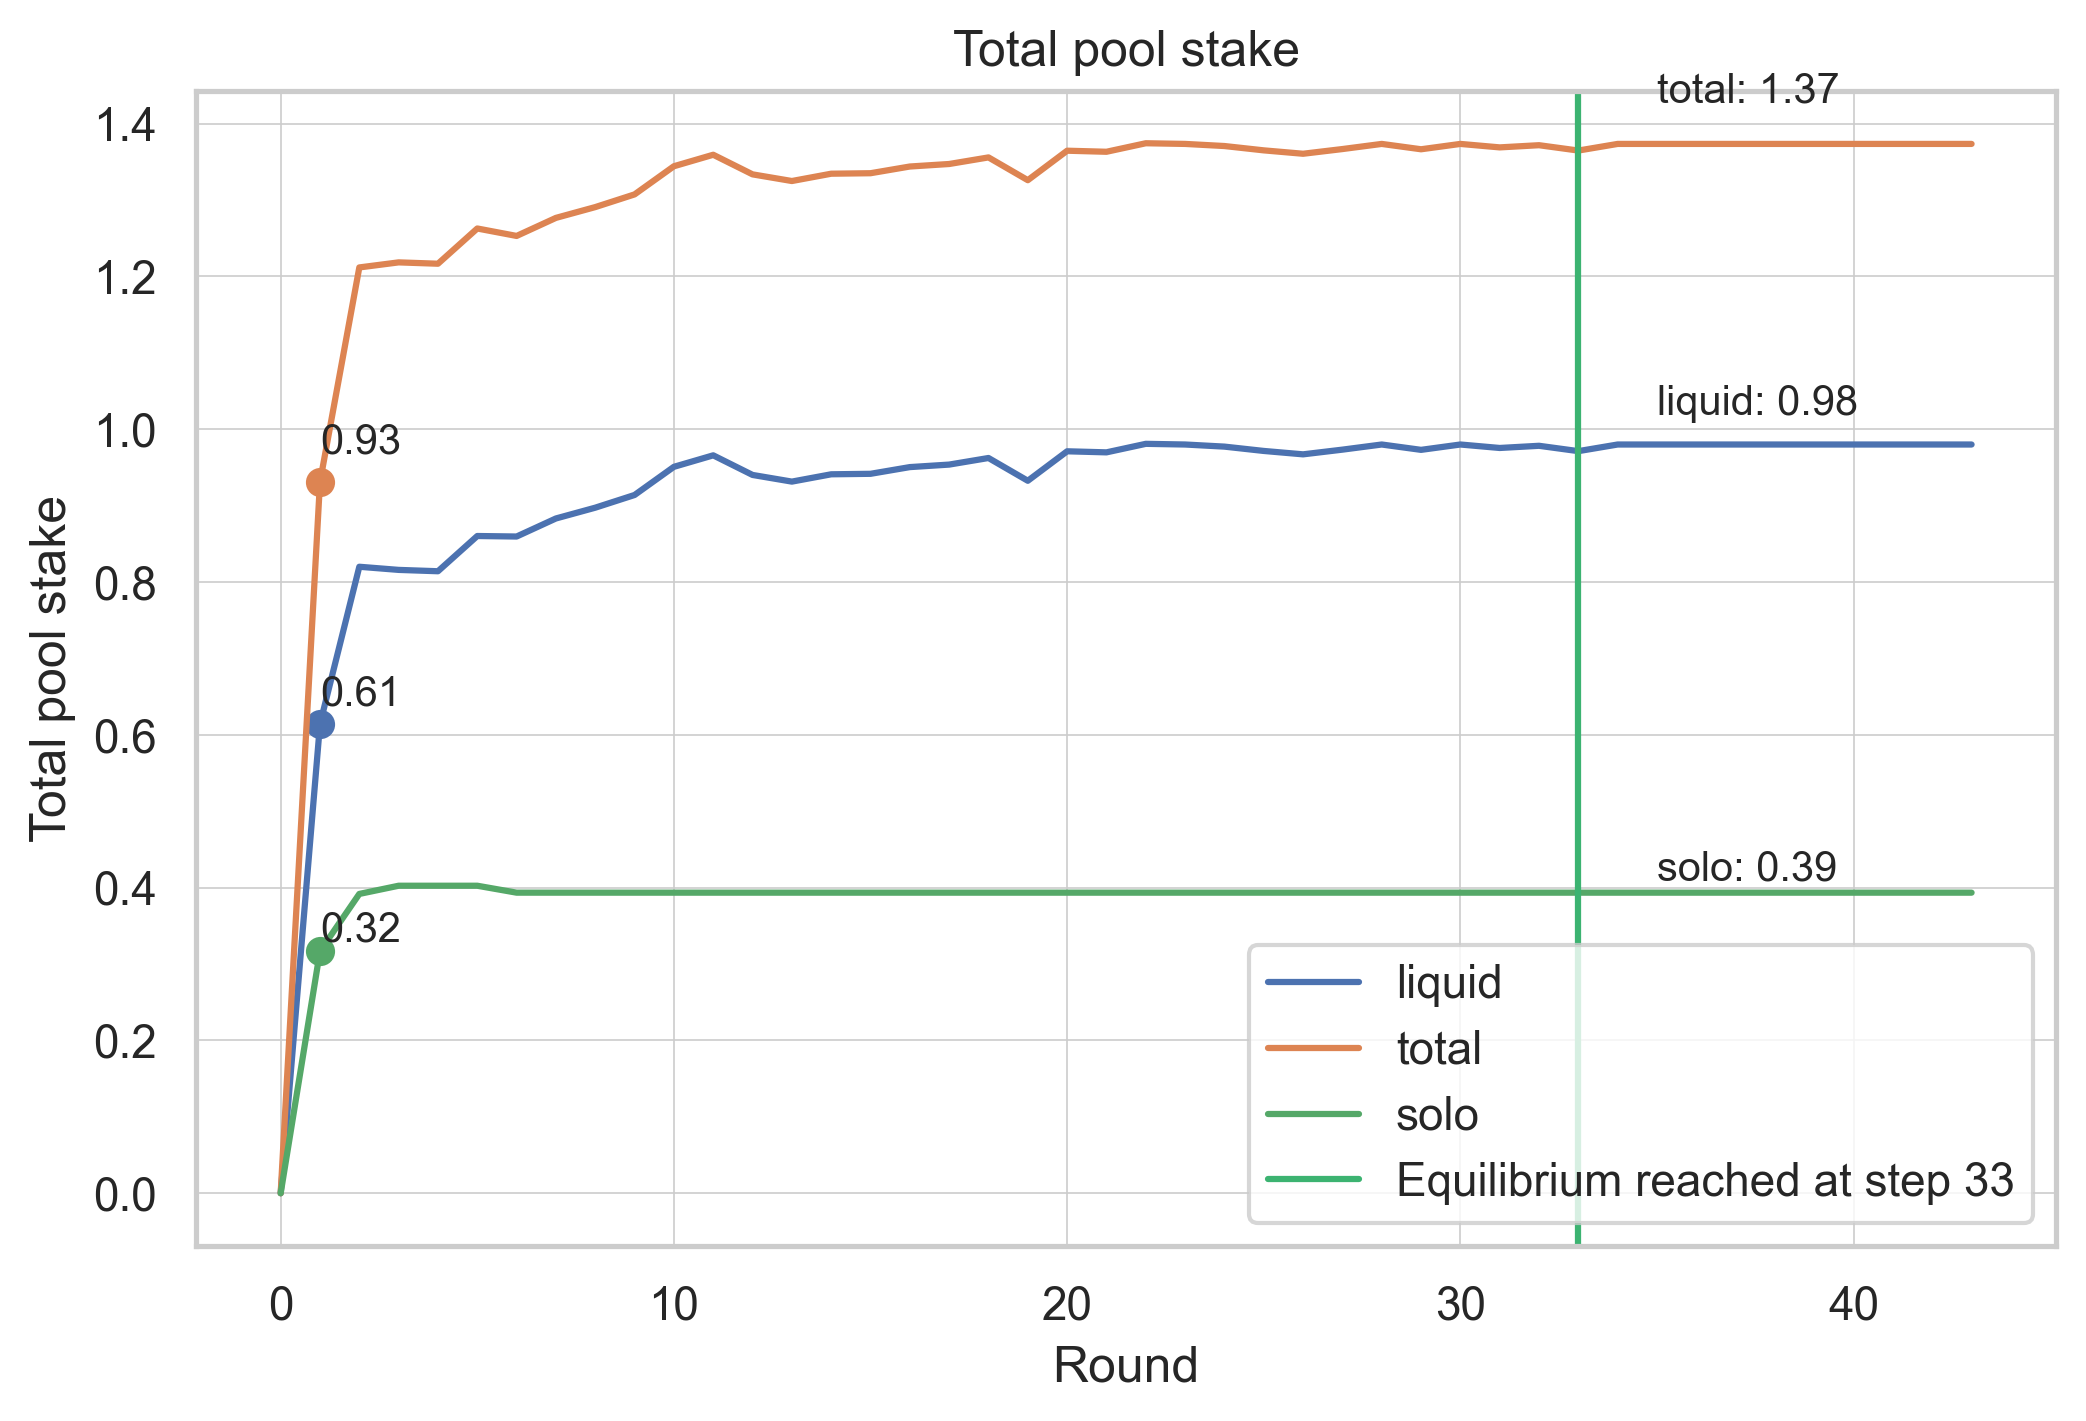 Total pool stake
total: 1.37
1.4
1.2
liquid: 0.98
1.0
0.93
0.8
0.61
0.6
solo: 0.39
0.4
0.32
0.2
0.0
Total pool stake
liquid
total
solo
Equilibrium reached at step 33
0 10 20 30 40
Round